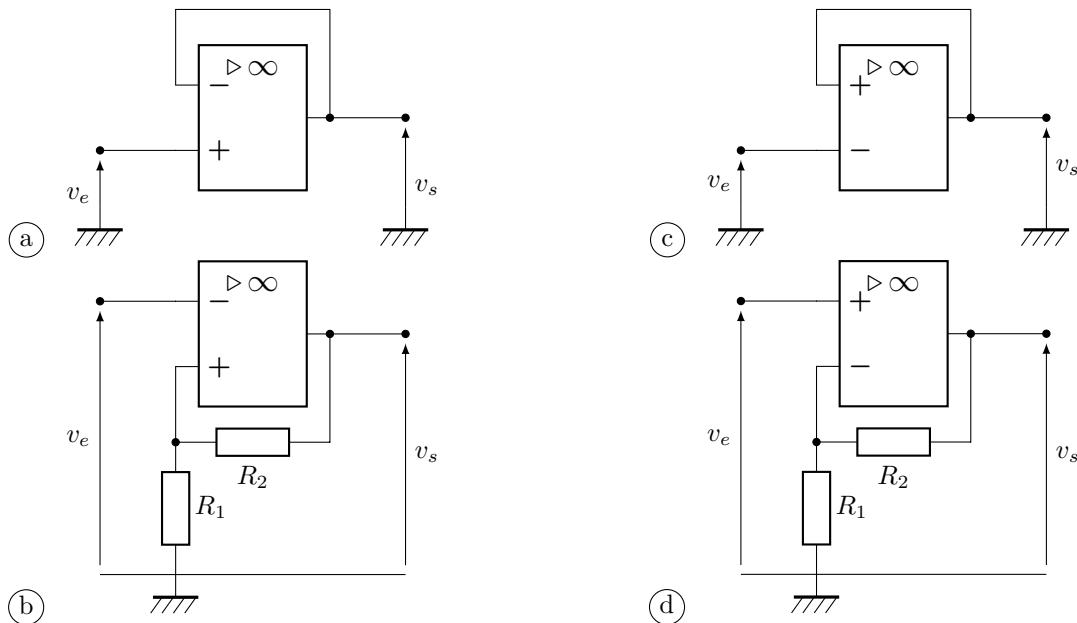 ▷ ∞
−
+
v_e
v_s
a
▷ ∞
+
−
v_e
v_s
c
▷ ∞
−
+
v_e
v_s
R_2
R_1
b
▷ ∞
+
−
v_e
v_s
R_2
R_1
d